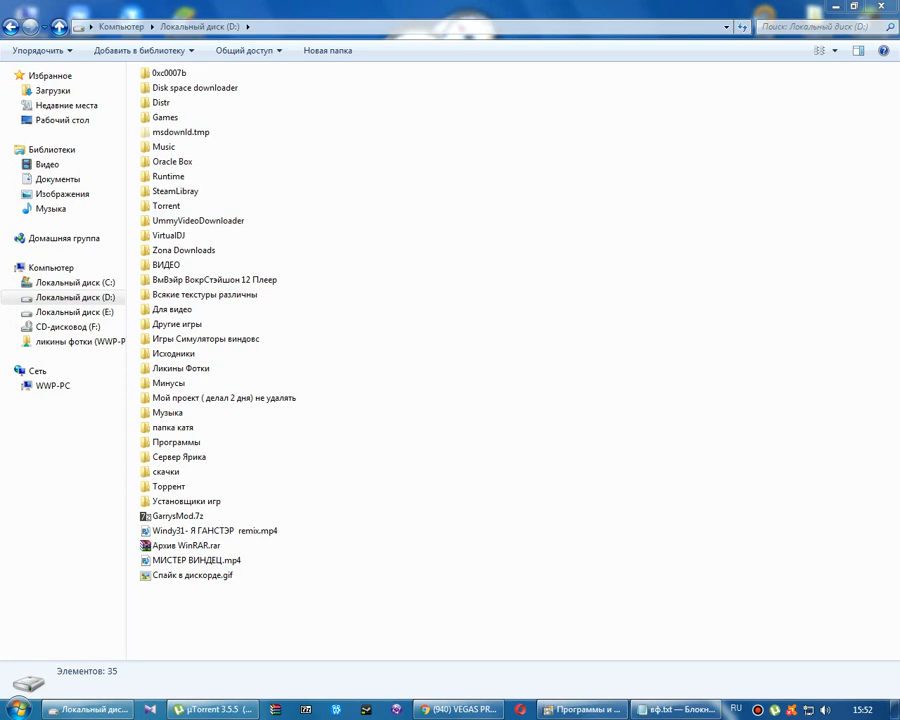 Компьютер
Локальный диск (D:)
Поиск: Локальный диск (D:)
Упорядочить
Добавить в библиотеку
Общий доступ
Новая папка
Избранное
Загрузки
Недавние места
Рабочий стол
Библиотеки
Видео
Документы
Изображения
Музыка
Домашняя группа
Компьютер
Локальный диск (C:)
Локальный диск (D:)
Локальный диск (E:)
CD-дисковод (F:)
ликины фотки (WWP-P
Сеть
WWP-PC
0xc0007b
Disk space downloader
Distr
Games
msdownld.tmp
Music
Oracle Box
Runtime
SteamLibray
Torrent
UmmyVideoDownloader
VirtualDJ
Zona Downloads
ВИДЕО
ВмВэйр ВокрСтэйшон 12 Плеер
Всякие текстуры различны
Для видео
Другие игры
Игры Симуляторы виндовс
Исходники
Ликины Фотки
Минусы
Мой проект ( делал 2 дня) не удалять
Музыка
папка катя
Программы
Сервер Ярика
скачки
Торрент
Установщики игр
GarrysMod.7z
Windy31- Я ГАНСТЭР  remix.mp4
Архив WinRAR.rar
МИСТЕР ВИНДЕЦ.mp4
Спайк в дискорде.gif
Элементов: 35
Локальный дис...
µTorrent 3.5.5 (...
(940) VEGAS PR...
Программы и ...
вф.txt — Блокн...
RU
15:52